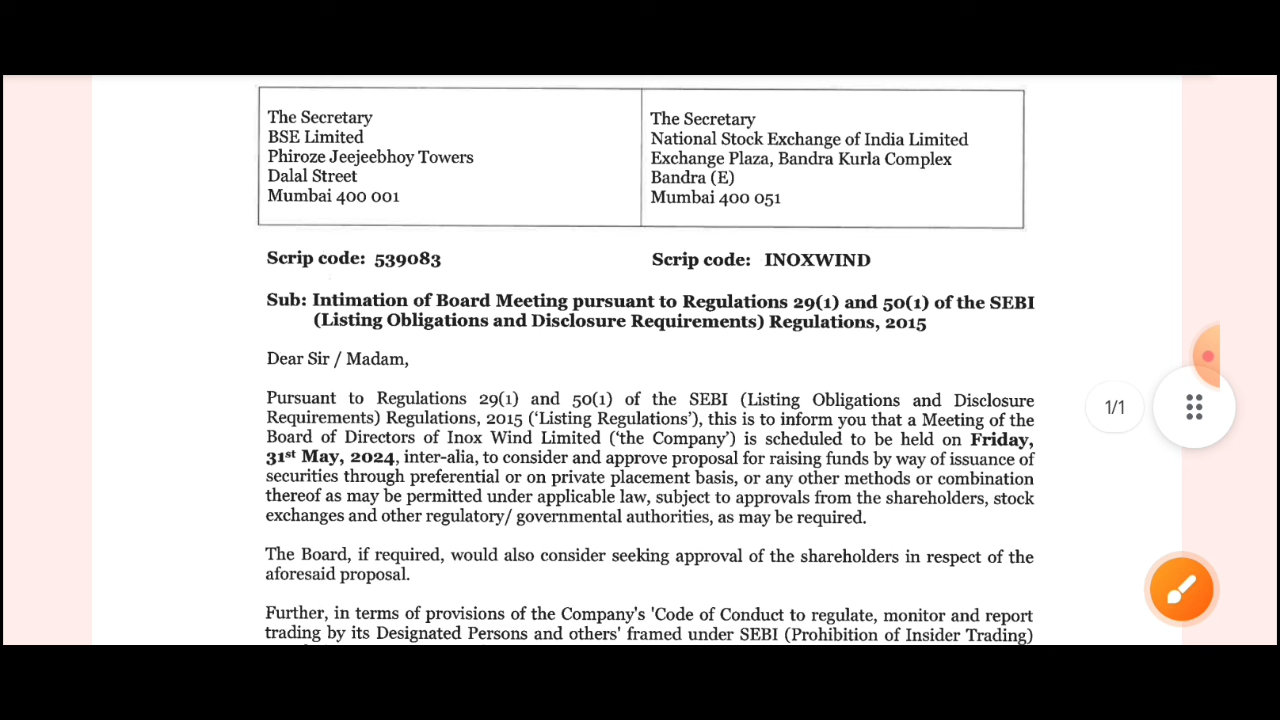 The Secretary
BSE Limited
Phiroze Jeejeebhoy Towers
Dalal Street
Mumbai 400 001
The Secretary
National Stock Exchange of India Limited
Exchange Plaza, Bandra Kurla Complex
Bandra (E)
Mumbai 400 051
Scrip code: 539083
Scrip code: INOXWIND
Sub: Intimation of Board Meeting pursuant to Regulations 29(1) and 50(1) of the SEBI
(Listing Obligations and Disclosure Requirements) Regulations, 2015
Dear Sir / Madam,
Pursuant to Regulations 29(1) and 50(1) of the SEBI (Listing Obligations and Disclosure
Requirements) Regulations, 2015 (‘Listing Regulations’), this is to inform you that a Meeting of the
Board of Directors of Inox Wind Limited (‘the Company’) is scheduled to be held on Friday,
31st May, 2024, inter-alia, to consider and approve proposal for raising funds by way of issuance of
securities through preferential or on private placement basis, or any other methods or combination
thereof as may be permitted under applicable law, subject to approvals from the shareholders, stock
exchanges and other regulatory/ governmental authorities, as may be required.
The Board, if required, would also consider seeking approval of the shareholders in respect of the
aforesaid proposal.
Further, in terms of provisions of the Company's 'Code of Conduct to regulate, monitor and report
trading by its Designated Persons and others' framed under SEBI (Prohibition of Insider Trading)
1/1